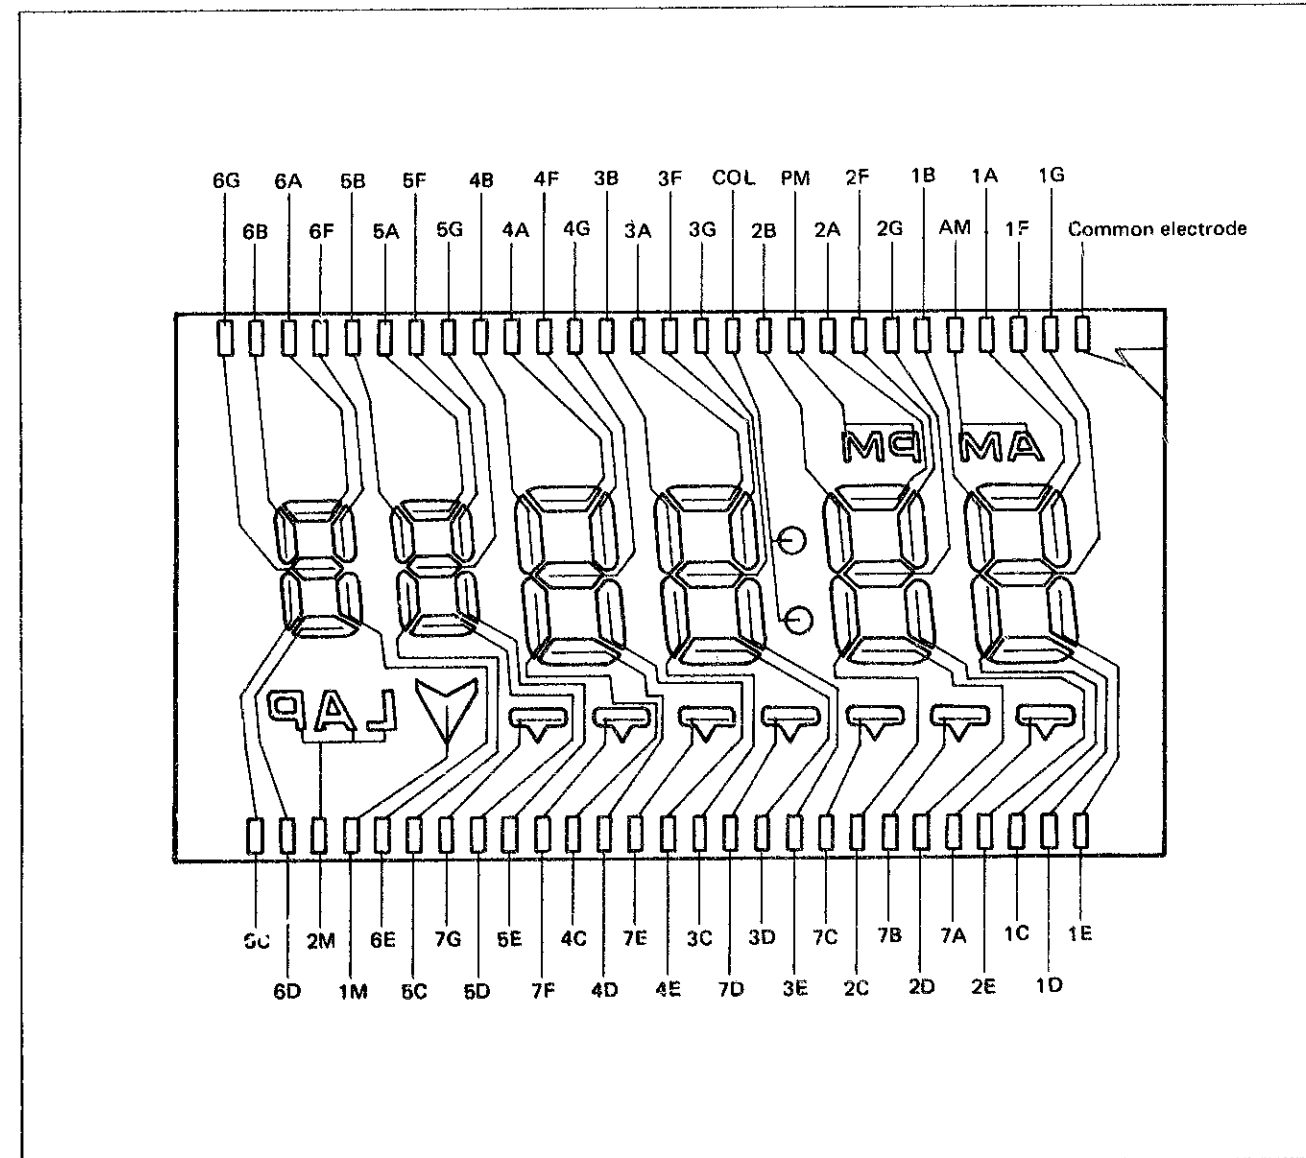 6G 6A 5B 5F 4B 4F 3B 3F COL PM 2F 1B 1A 1G
6B 6F 5A 5G 4A 4G 3A 3G 2B 2A 2G AM 1F Common electrode
PM AM
LAP
6C 2M 6E 7G 5E 4C 7E 3C 3D 7C 7B 7A 1C 1E
6D 1M 5C 5D 7F 4D 4E 7D 3E 2C 2D 2E 1D